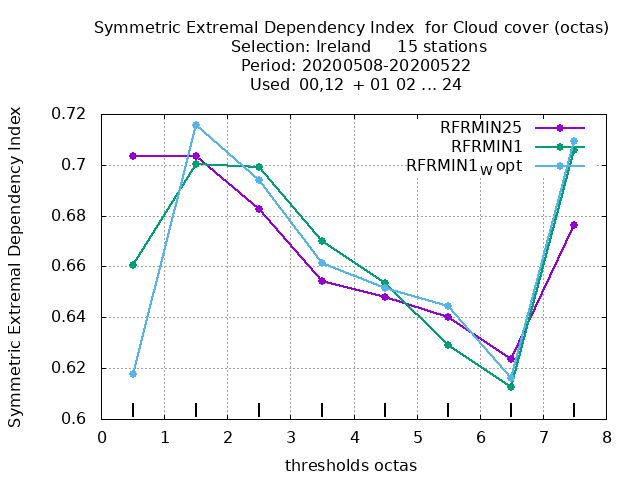 Symmetric Extremal Dependency Index for Cloud cover (octas)
Selection: Ireland 15 stations
Period: 20200508-20200522
Used 00,12 + 01 02 ... 24
Symmetric Extremal Dependency Index
0.72
0.7
0.68
0.66
0.64
0.62
0.6
RFRMIN25
RFRMIN1
RFRMIN1W opt
0 1 2 3 4 5 6 7 8
thresholds octas